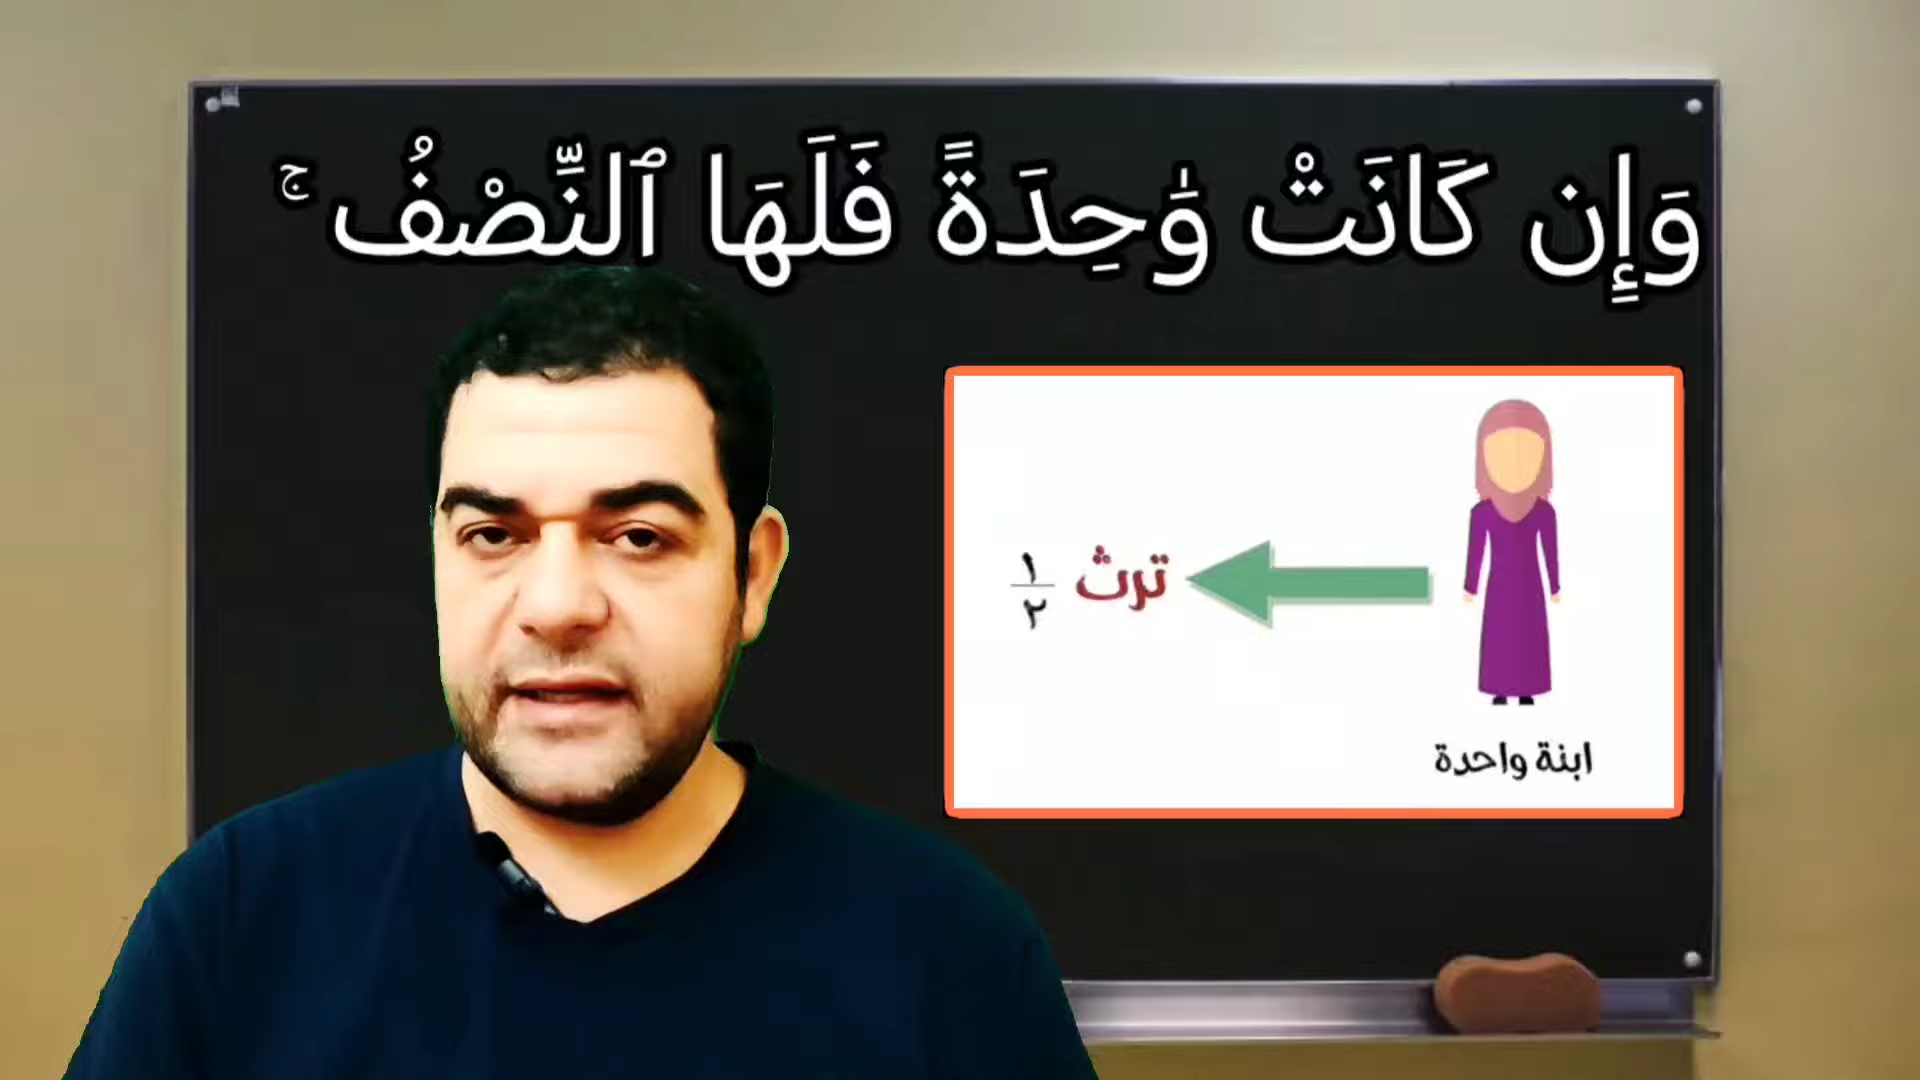 وَإِن كَانَتْ وَٰحِدَةً فَلَهَا ٱلنِّصْفُ ۚ
ترث ١/٢
ابنة واحدة